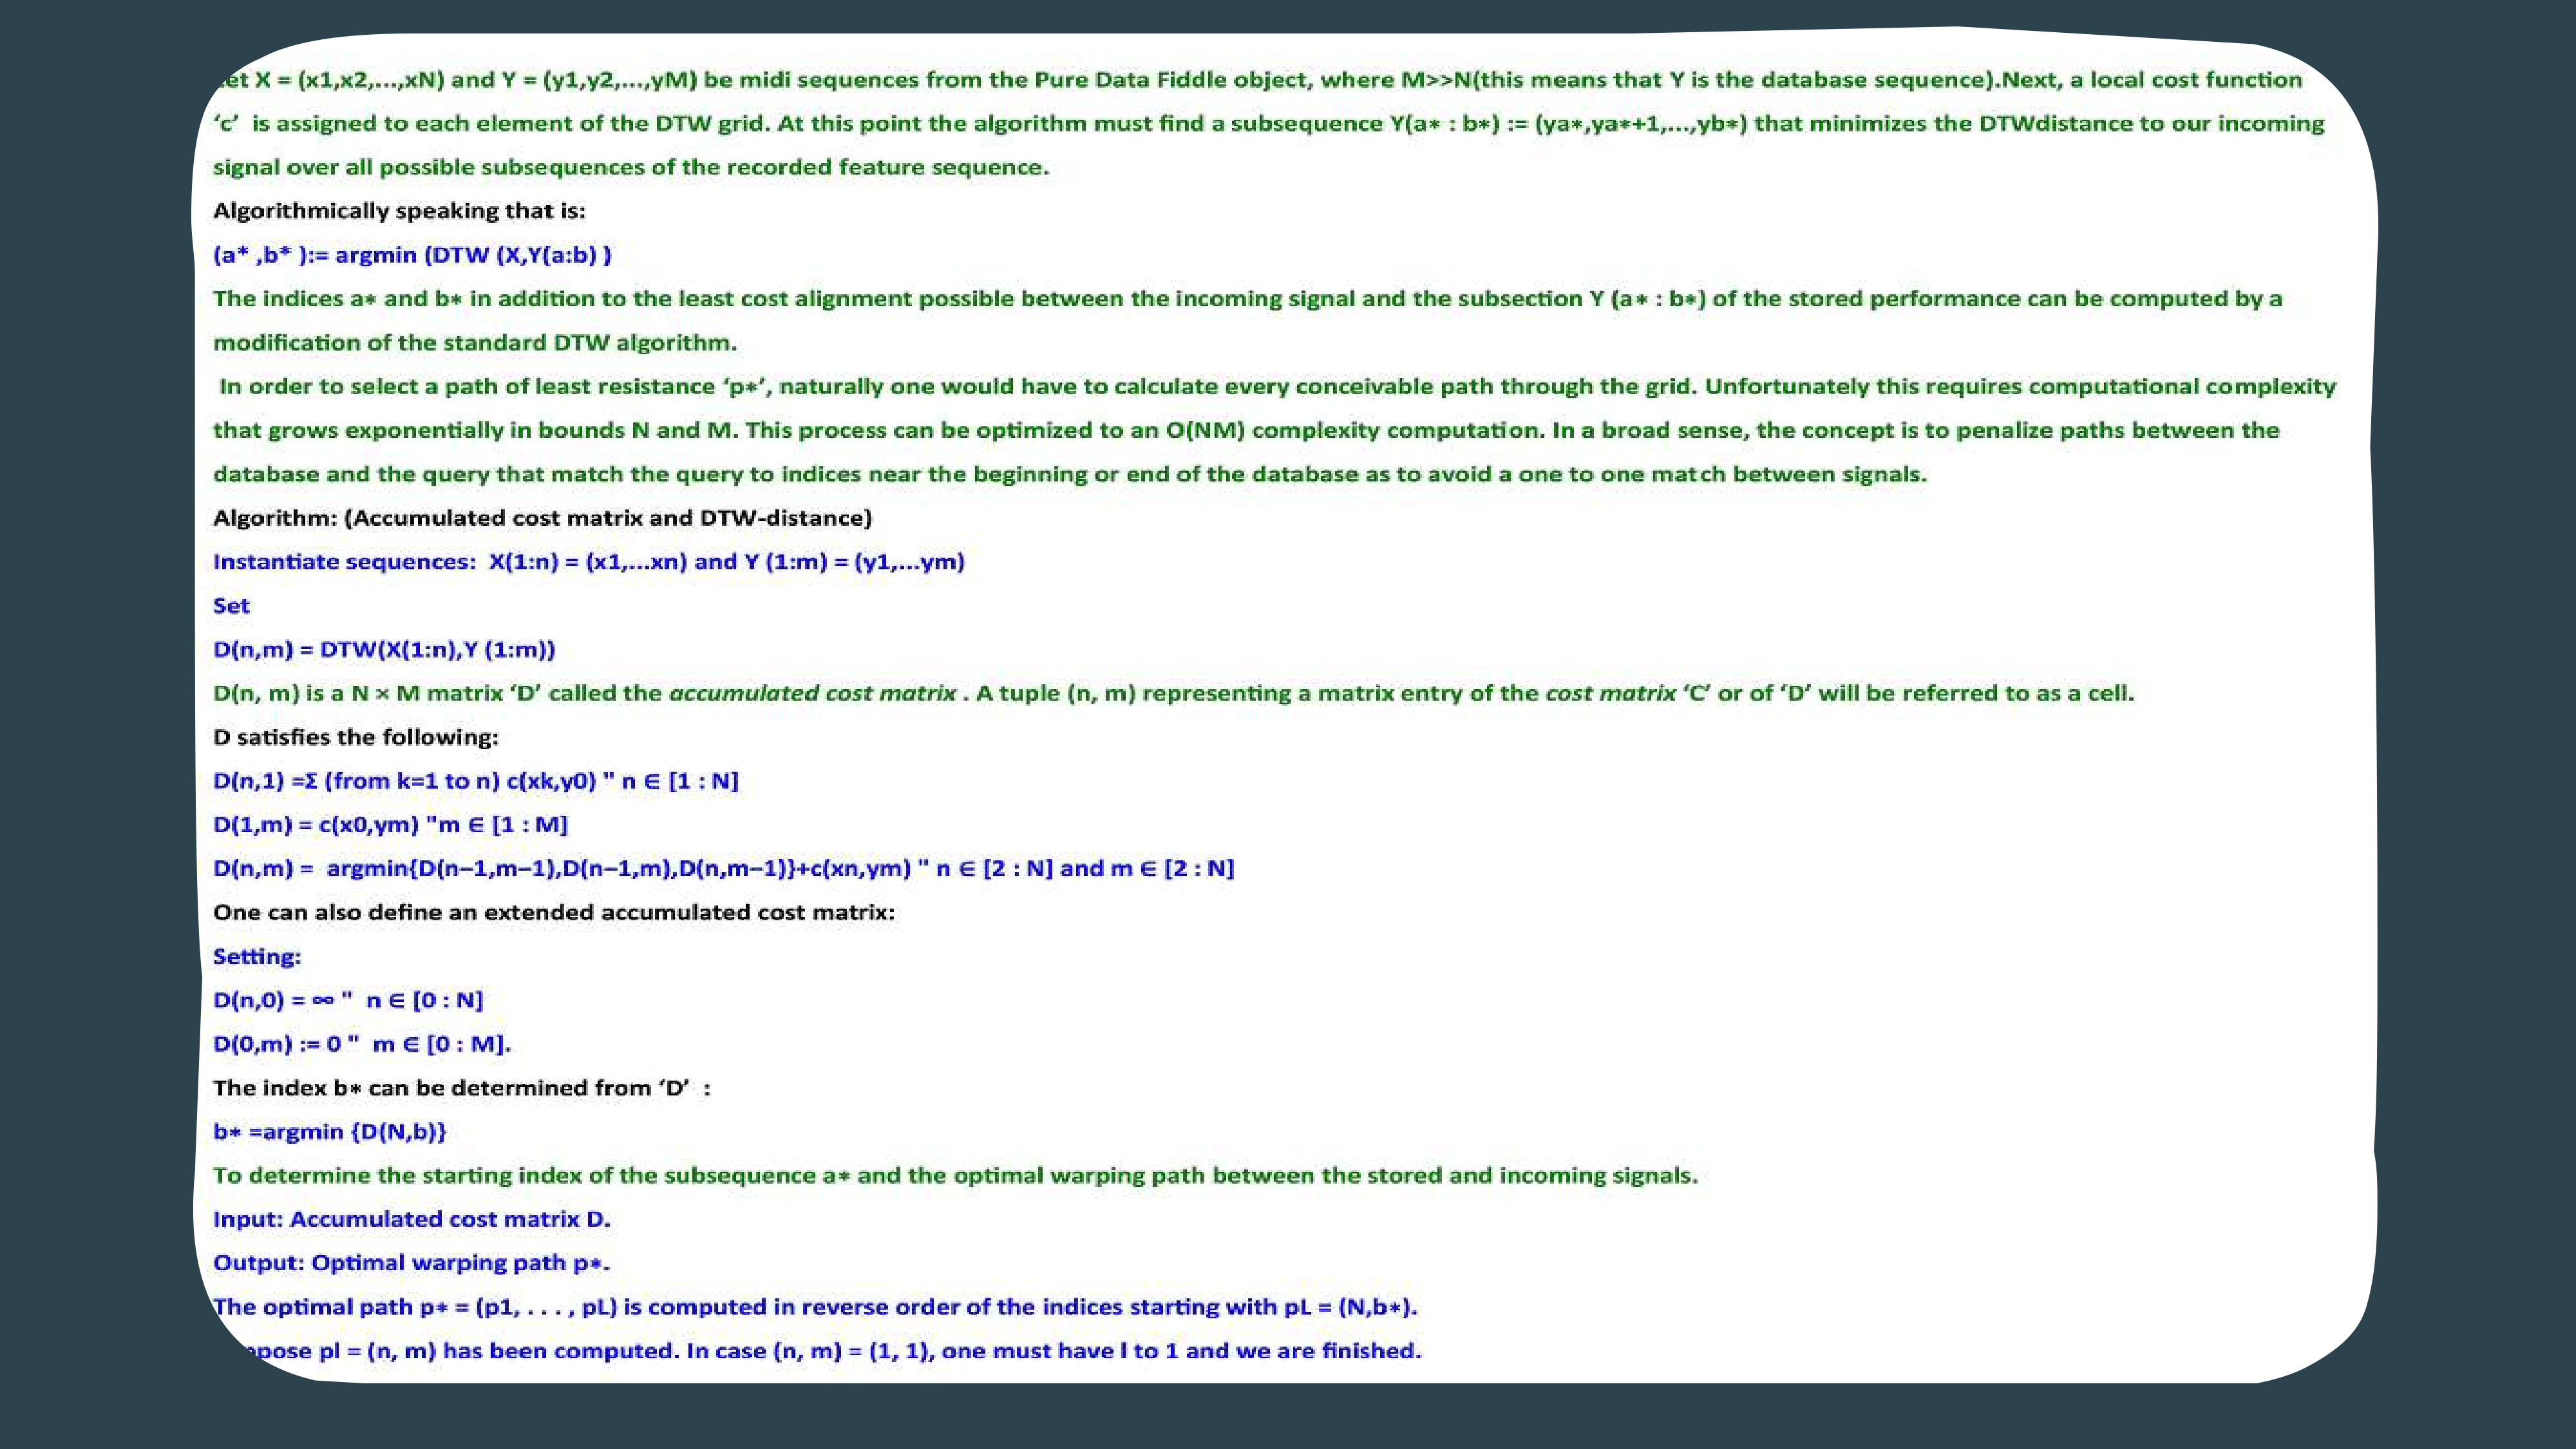 et X = (x1,x2,...,xN) and Y = (y1,y2,...,yM) be midi sequences from the Pure Data Fiddle object, where M>>N(this means that Y is the database sequence).Next, a local cost function
‘c’ is assigned to each element of the DTW grid. At this point the algorithm must find a subsequence Y(a∗ : b∗) := (ya∗,ya∗+1,...,yb∗) that minimizes the DTWdistance to our incoming
signal over all possible subsequences of the recorded feature sequence.
Algorithmically speaking that is:
(a* ,b* ):= argmin (DTW (X,Y(a:b) )
The indices a∗ and b∗ in addition to the least cost alignment possible between the incoming signal and the subsection Y (a∗ : b∗) of the stored performance can be computed by a
modification of the standard DTW algorithm.
In order to select a path of least resistance ‘p∗’, naturally one would have to calculate every conceivable path through the grid. Unfortunately this requires computational complexity
that grows exponentially in bounds N and M. This process can be optimized to an O(NM) complexity computation. In a broad sense, the concept is to penalize paths between the
database and the query that match the query to indices near the beginning or end of the database as to avoid a one to one match between signals.
Algorithm: (Accumulated cost matrix and DTW-distance)
Instantiate sequences: X(1:n) = (x1,...xn) and Y (1:m) = (y1,...ym)
Set
D(n,m) = DTW(X(1:n),Y (1:m))
D(n, m) is a N × M matrix ‘D’ called the accumulated cost matrix . A tuple (n, m) representing a matrix entry of the cost matrix ‘C’ or of ‘D’ will be referred to as a cell.
D satisfies the following:
D(n,1) =Σ (from k=1 to n) c(xk,y0) " n ∈ [1 : N]
D(1,m) = c(x0,ym) "m ∈ [1 : M]
D(n,m) = argmin{D(n−1,m−1),D(n−1,m),D(n,m−1)}+c(xn,ym) " n ∈ [2 : N] and m ∈ [2 : N]
One can also define an extended accumulated cost matrix:
Setting:
D(n,0) = ∞ " n ∈ [0 : N]
D(0,m) := 0 " m ∈ [0 : M].
The index b∗ can be determined from ‘D’ :
b∗ =argmin {D(N,b)}
To determine the starting index of the subsequence a∗ and the optimal warping path between the stored and incoming signals.
Input: Accumulated cost matrix D.
Output: Optimal warping path p∗.
The optimal path p∗ = (p1, . . . , pL) is computed in reverse order of the indices starting with pL = (N,b∗).
pose pl = (n, m) has been computed. In case (n, m) = (1, 1), one must have l to 1 and we are finished.